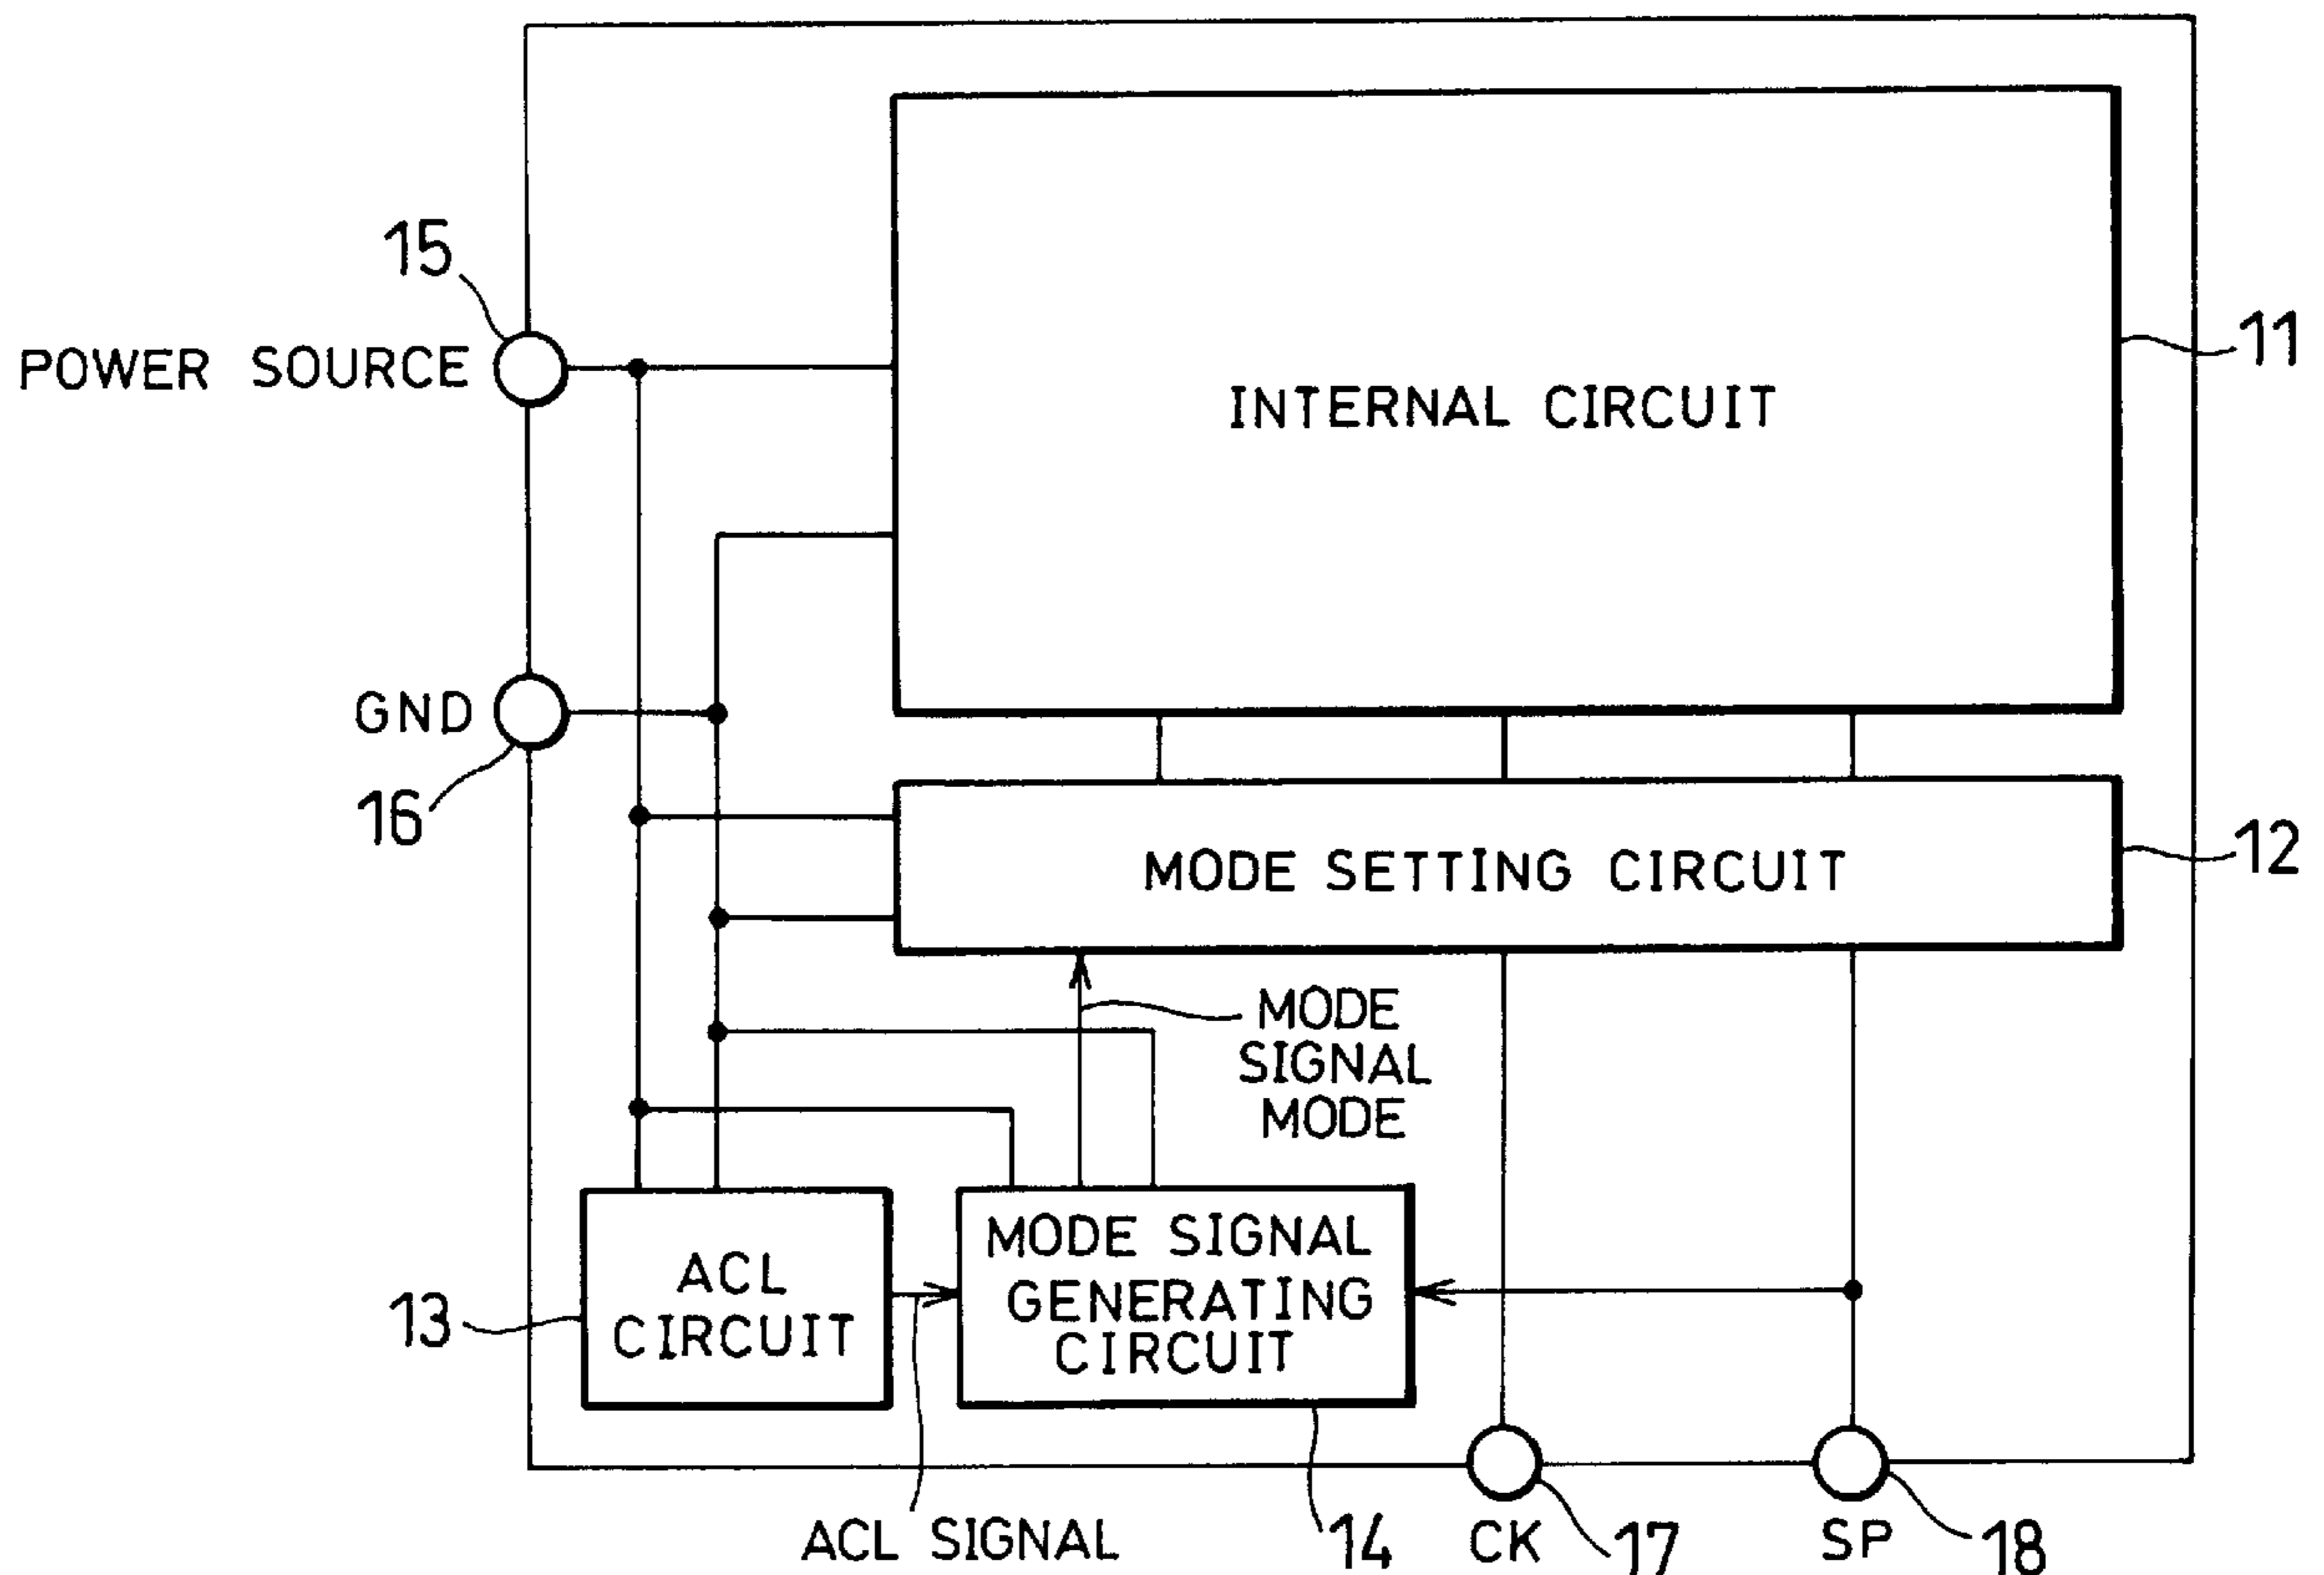 15
POWER SOURCE
11
INTERNAL CIRCUIT
GND
16
MODE SETTING CIRCUIT
12
MODE
SIGNAL
MODE
ACL
CIRCUIT
13
MODE SIGNAL
GENERATING
CIRCUIT
ACL SIGNAL
14
CK
17
SP
18